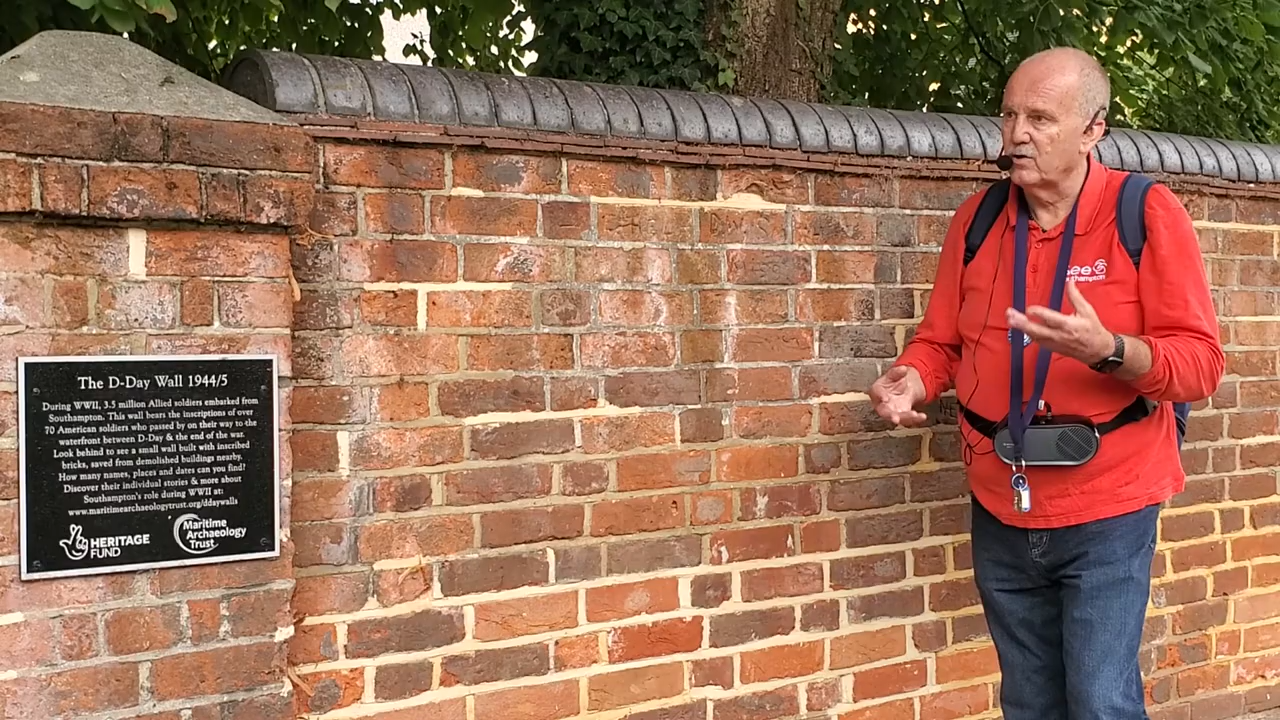 The D-Day Wall 1944/5
During WWII, 3.5 million Allied soldiers embarked from
Southampton. This wall bears the inscriptions of over
70 American soldiers who passed by on their way to the
waterfront between D-Day & the end of the war.
Look behind to see a small wall built with inscribed
bricks, saved from demolished buildings nearby.
How many names, places and dates can you find?
Discover their individual stories & more about
Southampton's role during WWII at:
www.maritimearchaeologytrust.org/ddaywalls
HERITAGE
FUND
Maritime
Archaeology
Trust
see